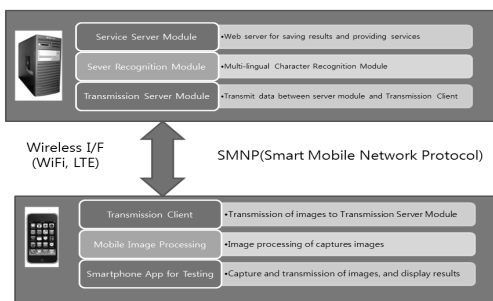 Service Server Module •Web server for saving results and providing services
Sever Recognition Module •Multi-lingual Character Recognition Module
Transmission Server Module •Transmit data between server module and Transmission Client
Wireless I/F
(WiFi, LTE)
SMNP(Smart Mobile Network Protocol)
Transmission Client •Transmission of images to Transmission Server Module
Mobile Image Processing •Image processing of captures images
Smartphone App for Testing •Capture and transmission of images, and display results